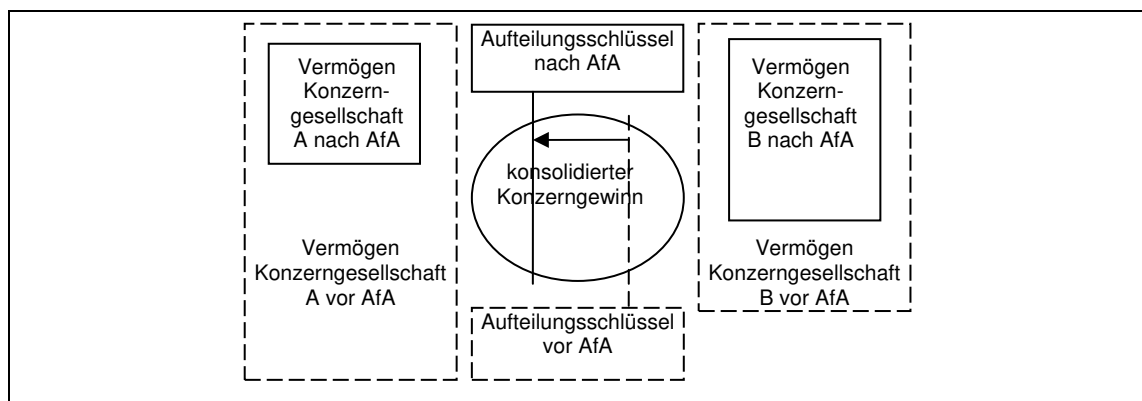 Vermögen
Konzern-
gesellschaft
A nach AfA
Vermögen
Konzerngesellschaft
A vor AfA
Aufteilungsschlüssel
nach AfA
konsolidierter
Konzerngewinn
Aufteilungsschlüssel
vor AfA
Vermögen
Konzern-
gesellschaft
B nach AfA
Vermögen
Konzerngesellschaft
B vor AfA